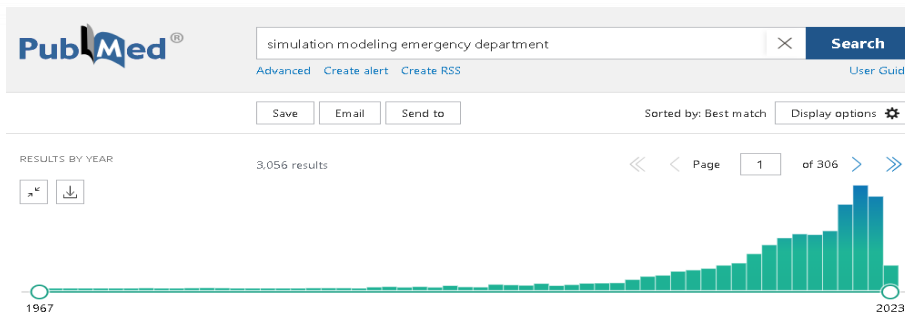 PubMed®
simulation modeling emergency department
Search
Advanced Create alert Create RSS
User Guid
Save Email Send to
Sorted by: Best match Display options
RESULTS BY YEAR
3,056 results
Page 1 of 306
1967
2023